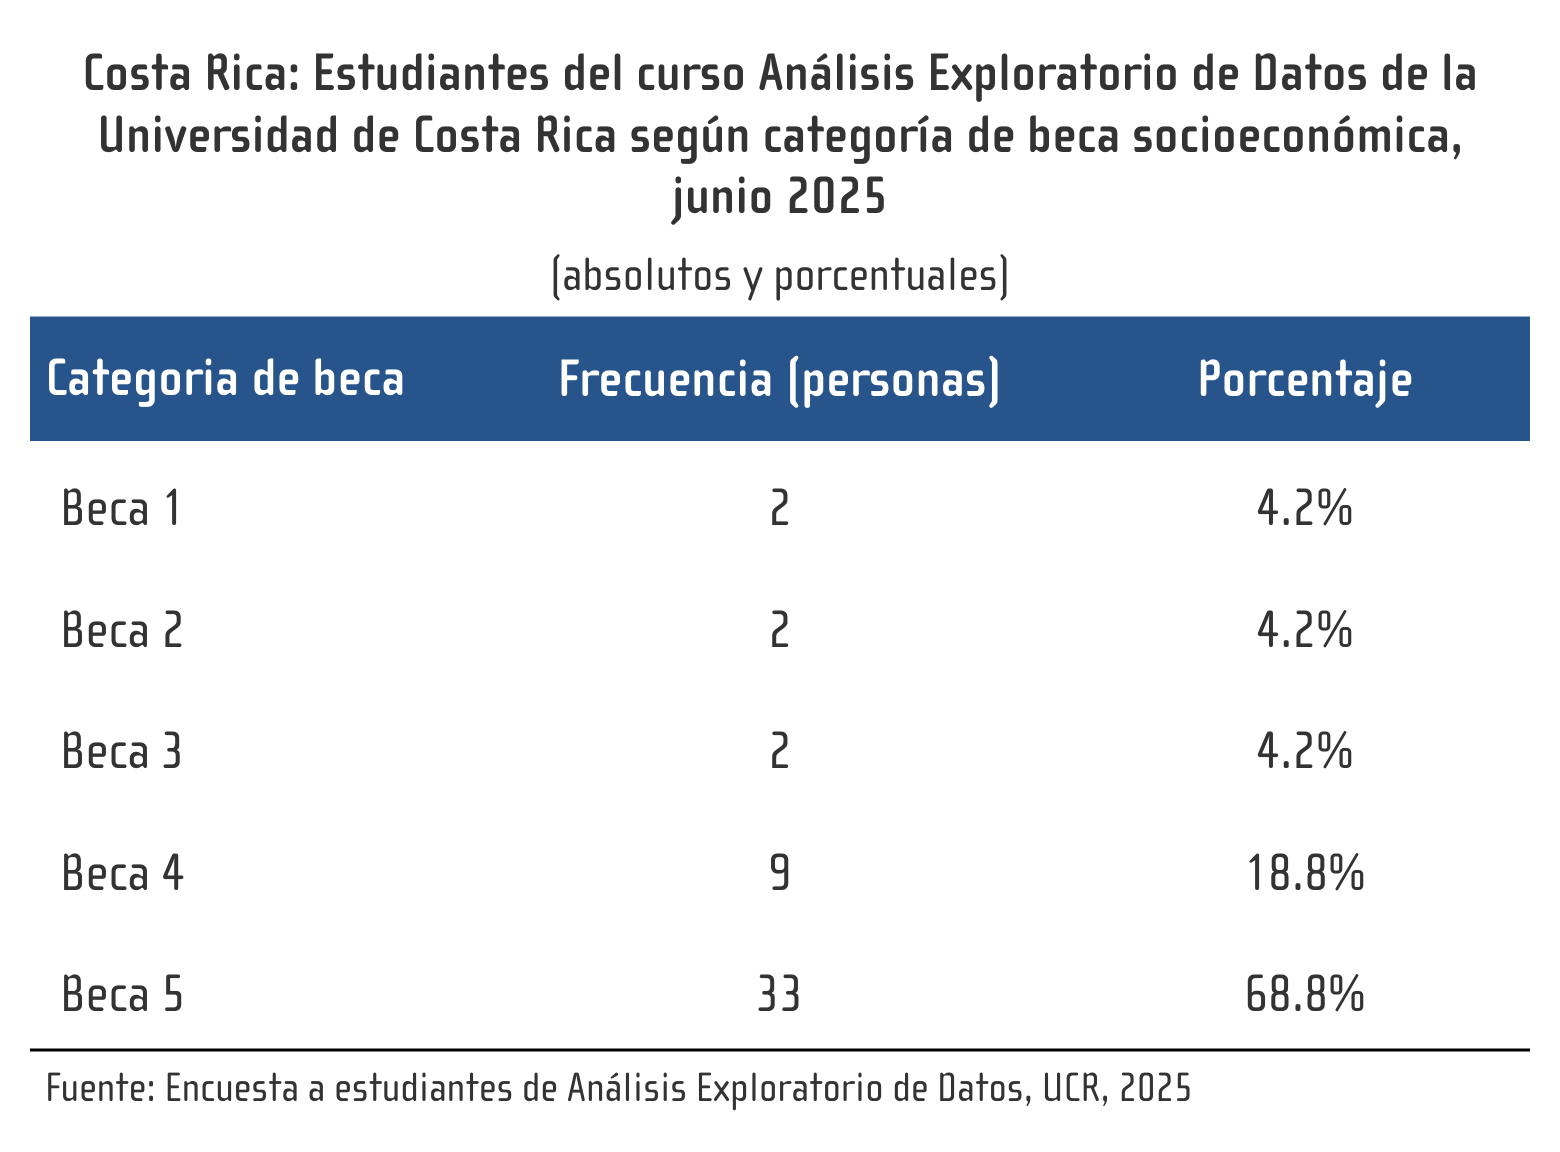 Costa Rica: Estudiantes del curso Análisis Exploratorio de Datos de la
Universidad de Costa Rica según categoría de beca socioeconómica,
junio 2025
(absolutos y porcentuales)
Categoria de beca Frecuencia (personas) Porcentaje
Beca 1 2 4.2%
Beca 2 2 4.2%
Beca 3 2 4.2%
Beca 4 9 18.8%
Beca 5 33 68.8%
Fuente: Encuesta a estudiantes de Análisis Exploratorio de Datos, UCR, 2025